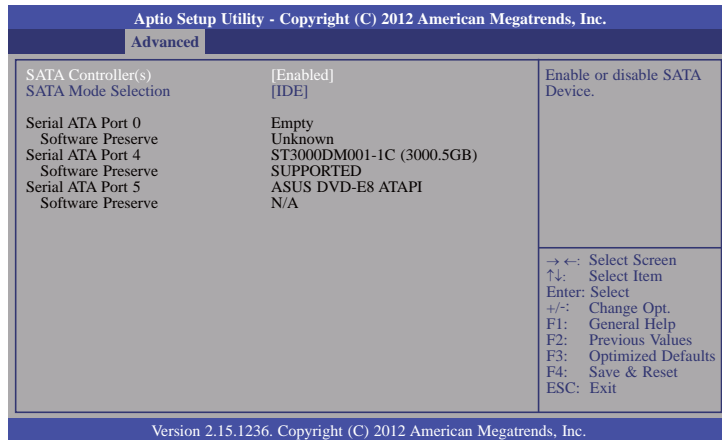 Aptio Setup Utility - Copyright (C) 2012 American Megatrends, Inc.
Advanced
SATA Controller(s) [Enabled]
SATA Mode Selection [IDE]
Serial ATA Port 0 Empty
Software Preserve Unknown
Serial ATA Port 4 ST3000DM001-1C (3000.5GB)
Software Preserve SUPPORTED
Serial ATA Port 5 ASUS DVD-E8 ATAPI
Software Preserve N/A
Enable or disable SATA
Device.
→ ←: Select Screen
↑↓: Select Item
Enter: Select
+/-: Change Opt.
F1: General Help
F2: Previous Values
F3: Optimized Defaults
F4: Save & Reset
ESC: Exit
Version 2.15.1236. Copyright (C) 2012 American Megatrends, Inc.